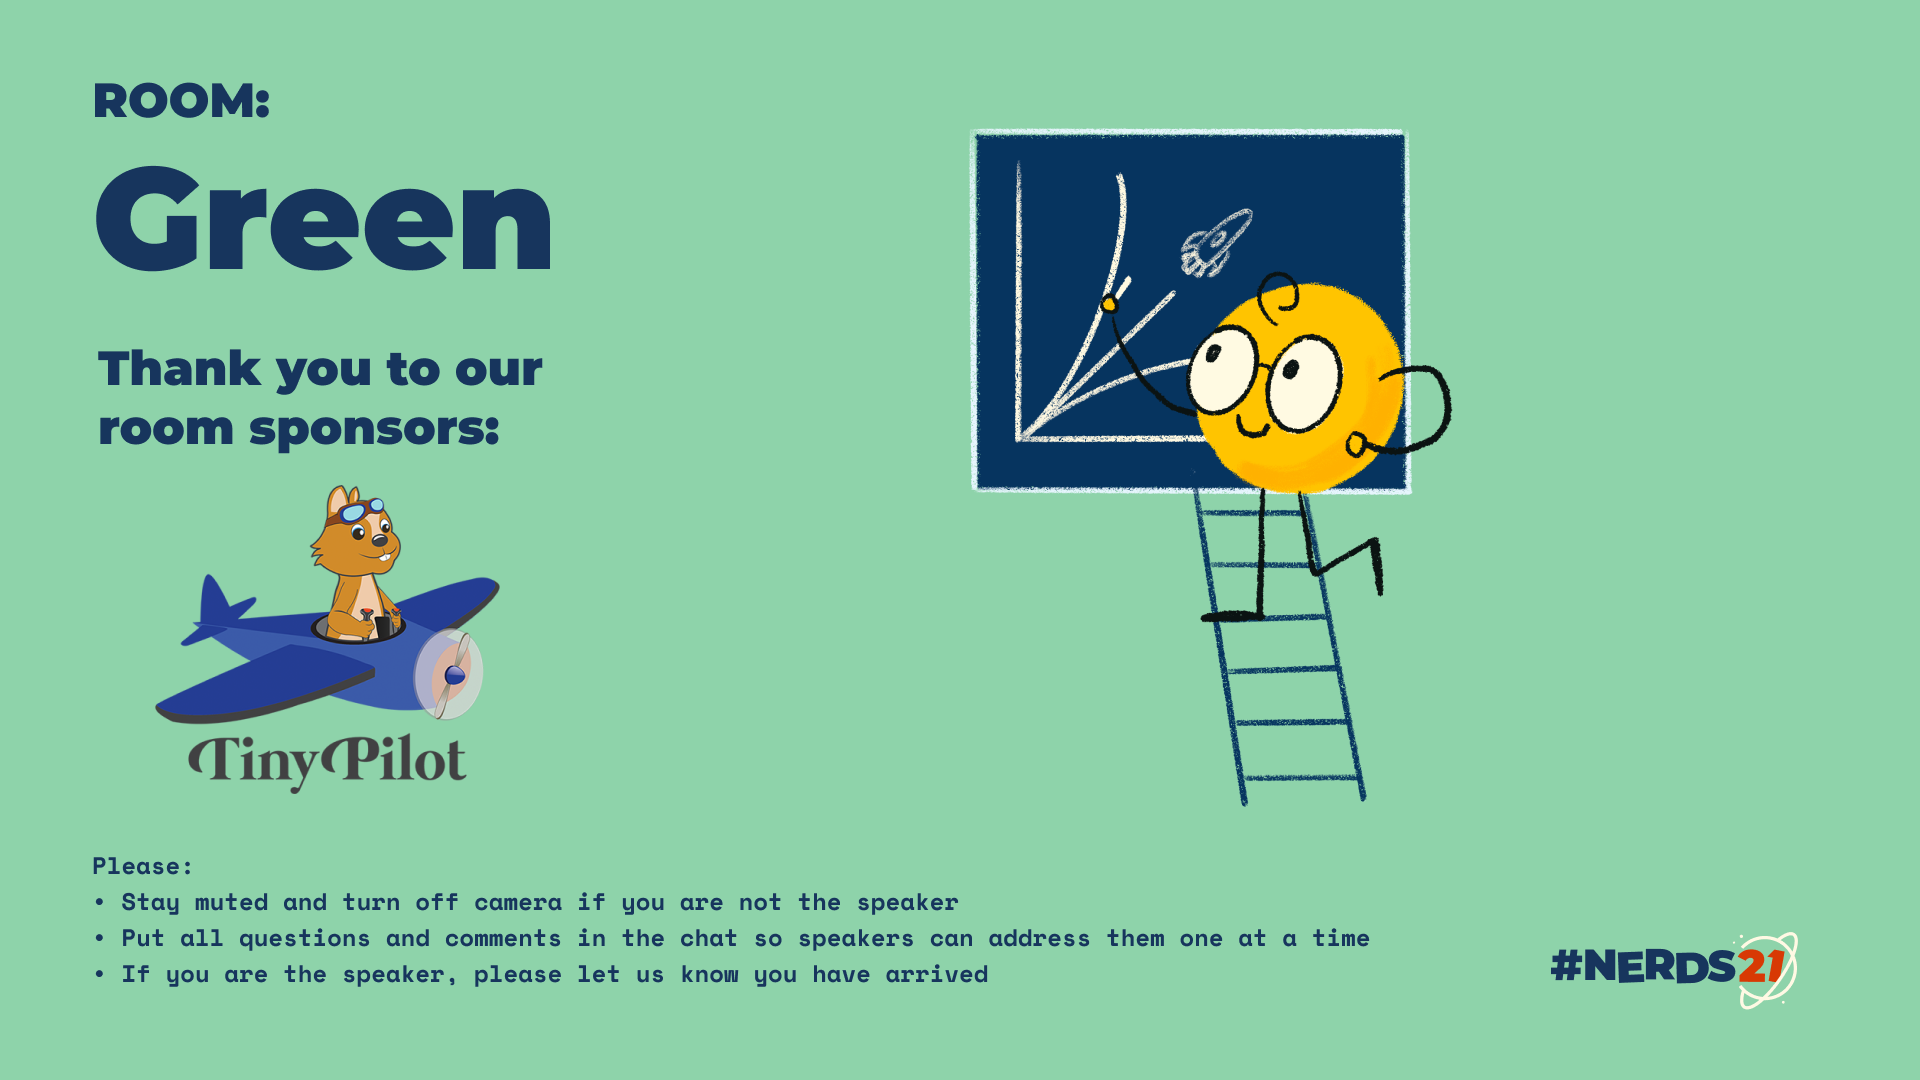 ROOM:
Green
Thank you to our
room sponsors:
TinyPilot
Please:
• Stay muted and turn off camera if you are not the speaker
• Put all questions and comments in the chat so speakers can address them one at a time
• If you are the speaker, please let us know you have arrived
#NERDS21